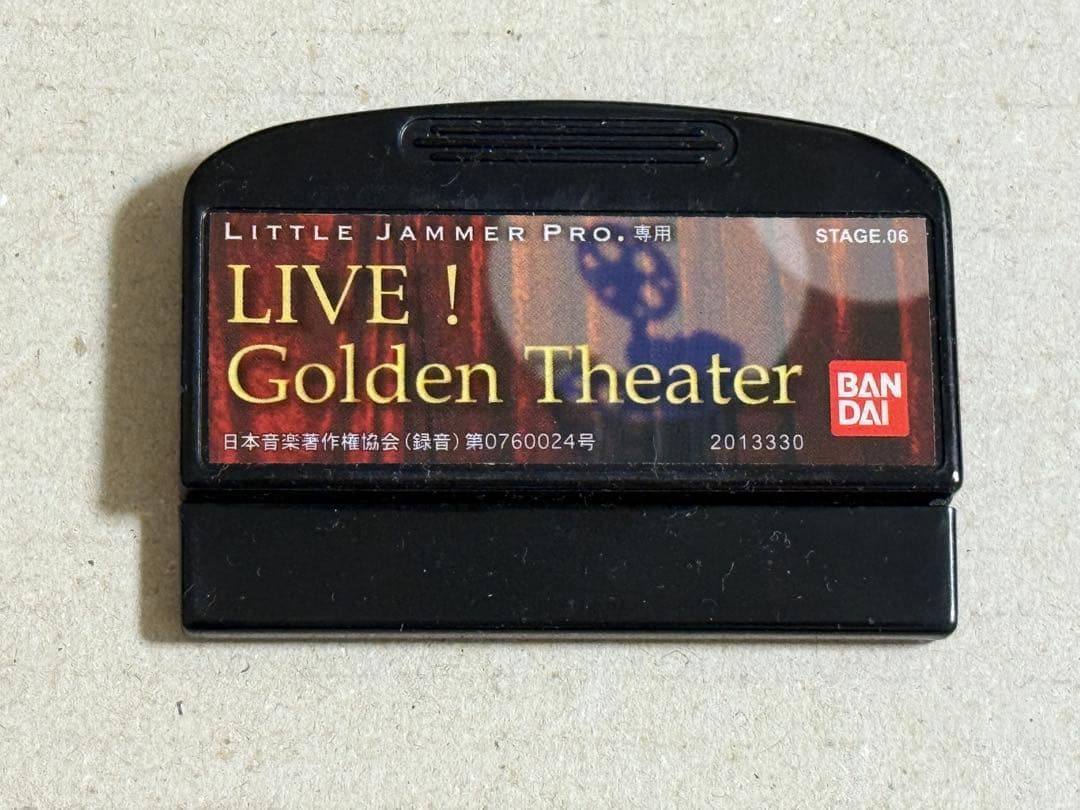 LITTLE JAMMER PRO. 専用
STAGE.06
LIVE !
Golden Theater
BAN
DAI
日本音楽著作権協会(録音)第0760024号
2013330